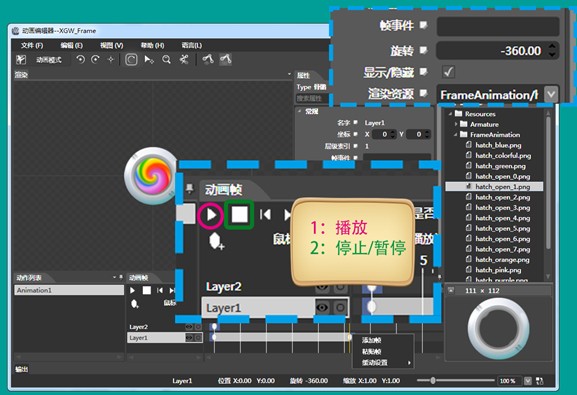 动画编辑器--XGW_Frame
文件 (F) 编辑 (E) 视图 (V) 帮助 (H) 语言(L)
动画模式
帧事件
旋转 -360.00
显示/隐藏
渲染资源 FrameAnimation/H
渲染
属性
Type 骨骼
搜索属性
常规
名字 Layer1
坐标 X 0 Y 0
层级索引 1
帧事件
Resources
Armature
FrameAnimation
hatch_blue.png
hatch_colorful.png
hatch_green.png
hatch_open_0.png
hatch_open_1.png
hatch_open_2.png
hatch_open_3.png
hatch_open_4.png
hatch_open_5.png
hatch_open_6.png
hatch_open_7.png
hatch_orange.png
hatch_pink.png
hatch_purple.png
动画帧
1：播放
2：停止/暂停
是否
鼠标
播放
5
Layer2
Layer1
动作列表
Animation1
动画帧
鼠标
Layer2
Layer1
添加帧
粘贴帧
缓动设置
111 × 112
输出
Layer1 位置 X:0.00 Y:0.00 旋转 -360.00 缩放 X:1.00 Y:1.00 100 %